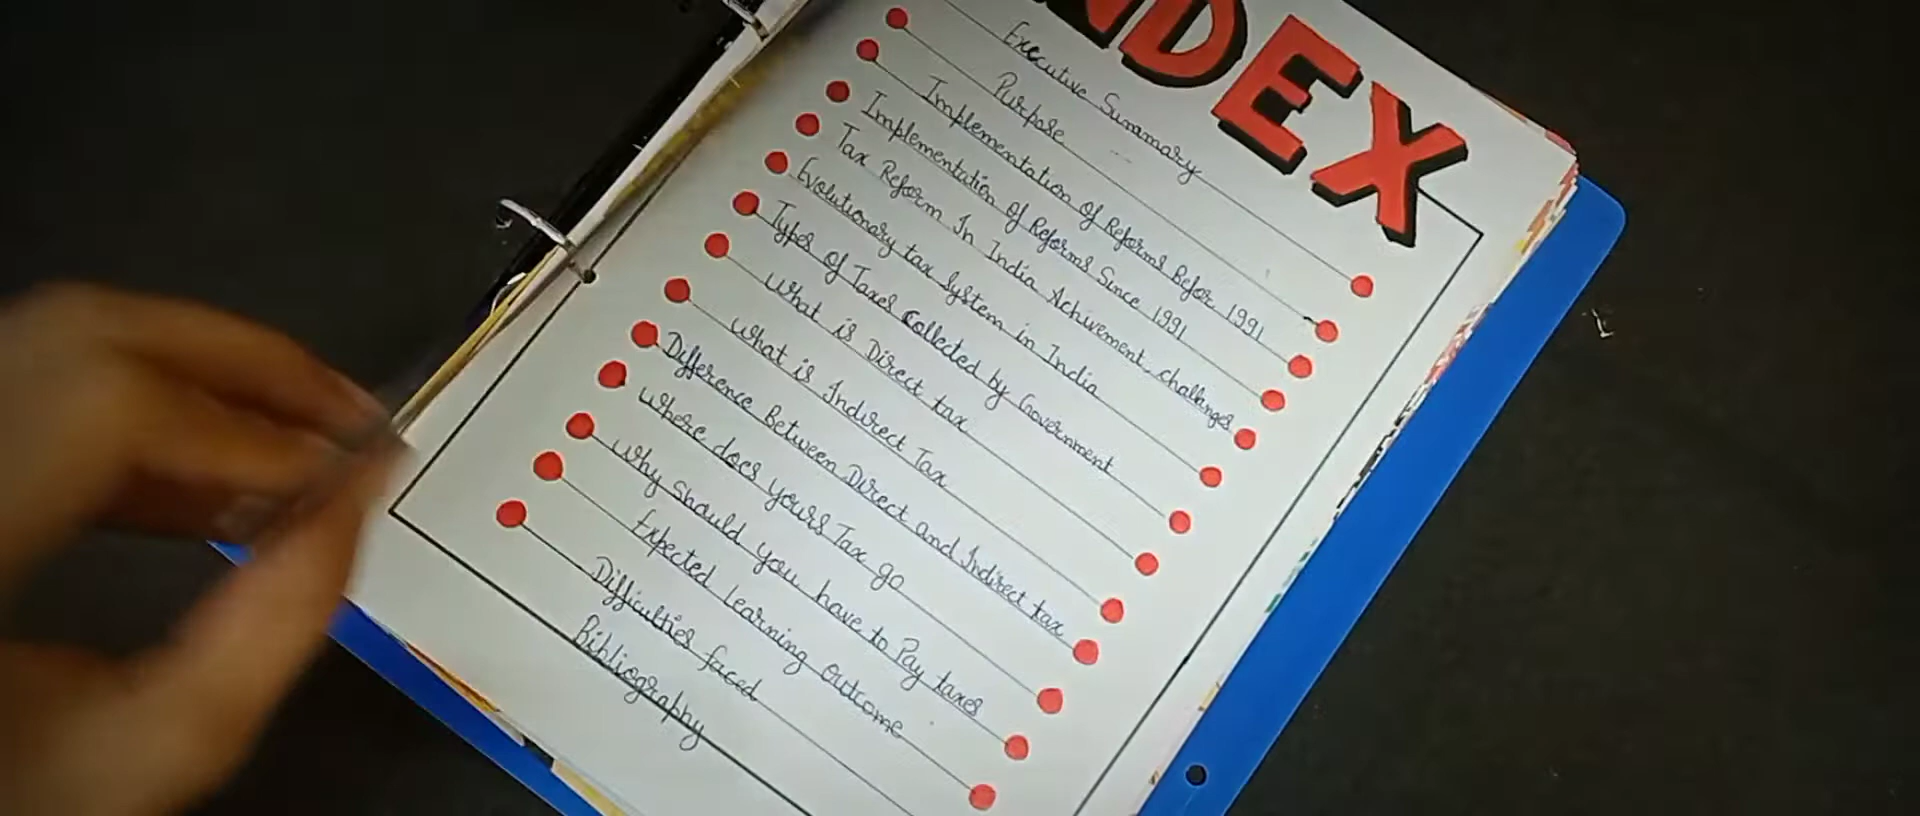 INDEX
Executive Summary
Purpose
Implementation of Reforms Befor 1991
Implementation of Reforms Since 1991
Tax Reform In India Achivement, challanges
Evolutionary tax System in India
Types of Taxes Collected by Government
What is Direct tax
What is Indirect Tax
Difference Between Direct and Indirect tax
Where does yours Tax go
Why should you have to Pay taxes
Expected Learning Outcome
Difficulties faced
Bibliography